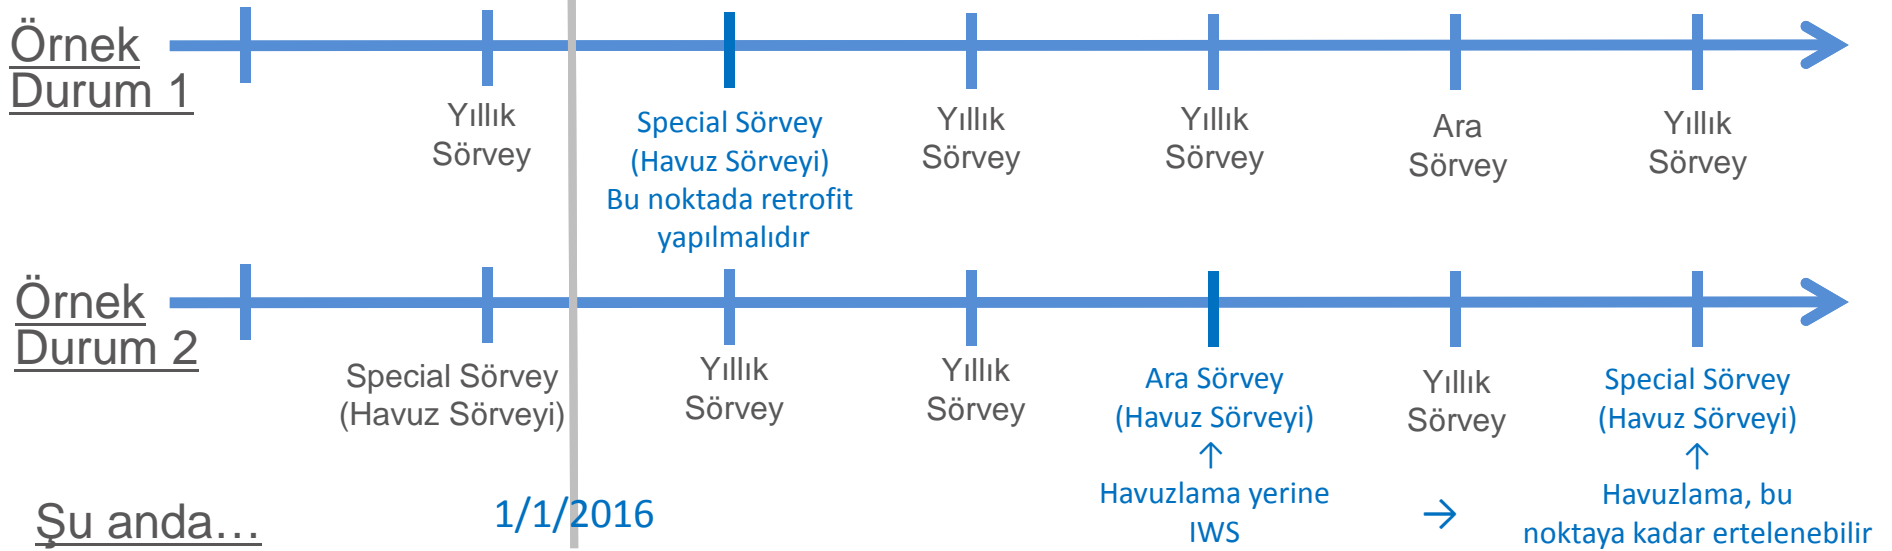 Örnek
Durum 1
Yıllık
Sörvey
Special Sörvey
(Havuz Sörveyi)
Bu noktada retrofit
yapılmalıdır
Yıllık
Sörvey
Yıllık
Sörvey
Ara
Sörvey
Yıllık
Sörvey
Örnek
Durum 2
Special Sörvey
(Havuz Sörveyi)
Yıllık
Sörvey
Yıllık
Sörvey
Ara Sörvey
(Havuz Sörveyi)
↑
Havuzlama yerine
IWS
→
Yıllık
Sörvey
Special Sörvey
(Havuz Sörveyi)
↑
Havuzlama, bu
noktaya kadar ertelenebilir
Şu anda...
1/1/2016